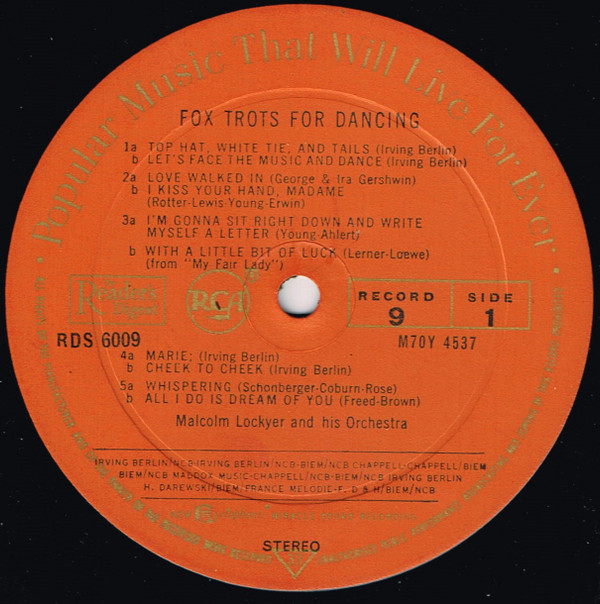 Popular Music That Will Live For Ever
FOX TROTS FOR DANCING
1a TOP HAT, WHITE TIE, AND TAILS (Irving Berlin)
b LET'S FACE THE MUSIC AND DANCE (Irving Berlin)
2a LOVE WALKED IN (George & Ira Gershwin)
b I KISS YOUR HAND, MADAME
(Rotter-Lewis-Young-Erwin)
3a I'M GONNA SIT RIGHT DOWN AND WRITE
MYSELF A LETTER (Young-Ahlert)
b WITH A LITTLE BIT OF LUCK (Lerner-Loewe)
(from "My Fair Lady")
Reader's
Digest
RCA
RECORD
9
SIDE
1
RDS 6009
M70Y 4537
4a MARIE; (Irving Berlin)
b CHEEK TO CHEEK (Irving Berlin)
5a WHISPERING (Schonberger-Coburn-Rose)
b ALL I DO IS DREAM OF YOU (Freed-Brown)
Malcolm Lockyer and his Orchestra
IRVING BERLIN/NCB·IRVING BERLIN/NCB-BIEM/NCB·CHAPPELL·CHAPPELL/BIEM
BIEM/NCB·MADDOX MUSIC-CHAPPELL·NCB-BIEM/NCB·IRVING BERLIN
H. DAREWSKI/BIEM/FRANCE MELODIE-F. D & H/BIEM/NCB
STEREO